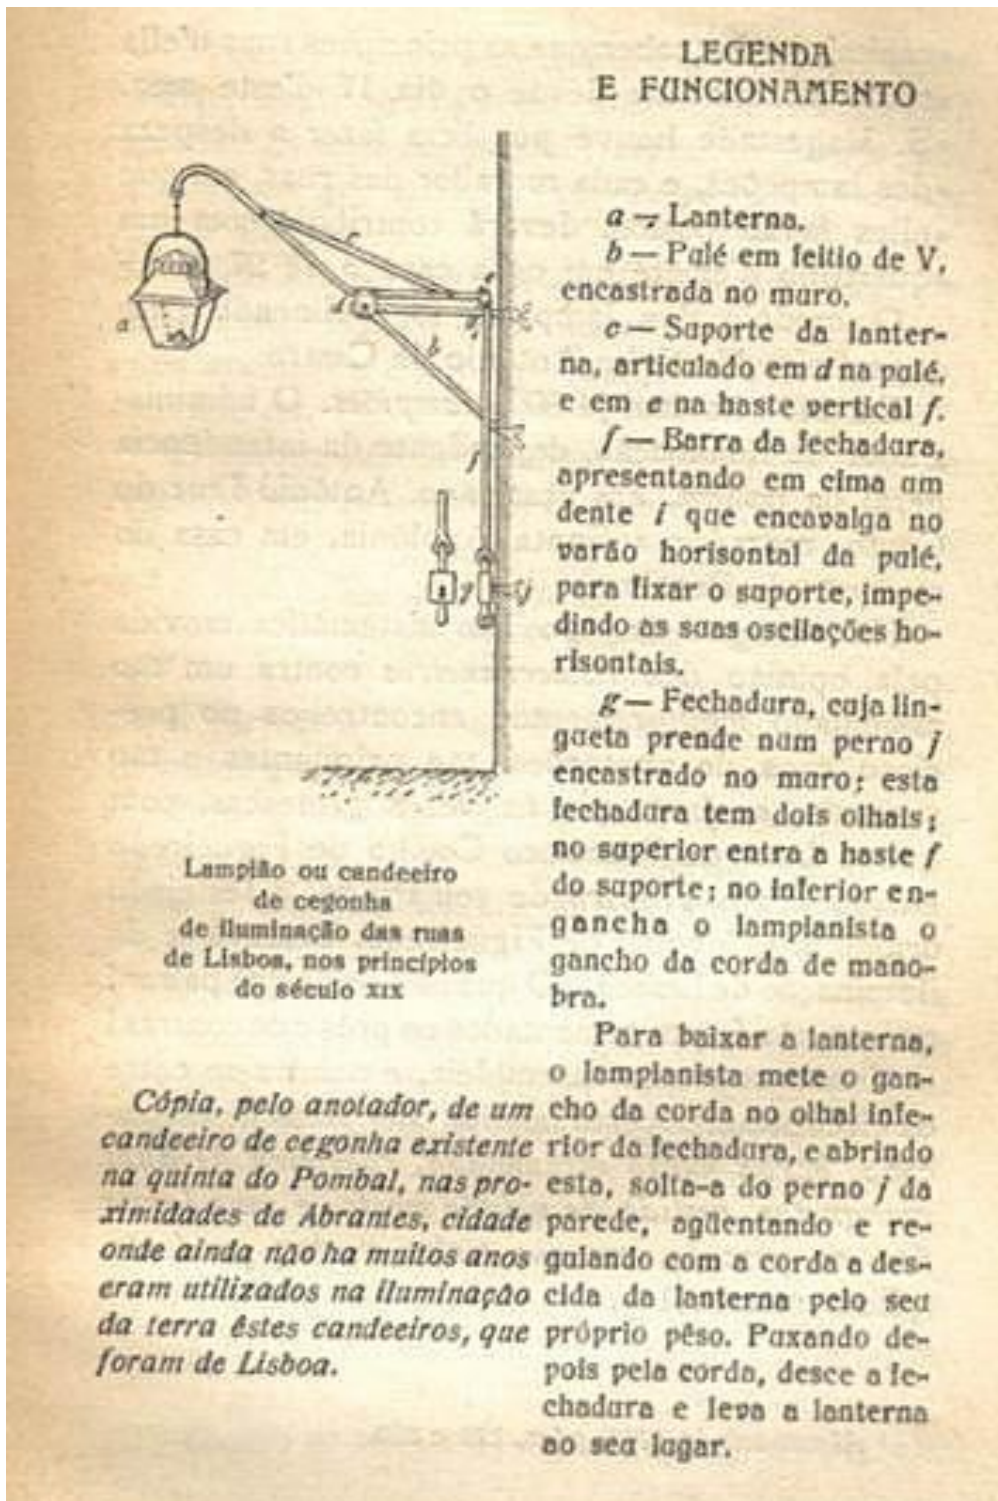 LEGENDA
E FUNCIONAMENTO
a — Lanterna.
b — Palé em feitio de V,
encastrada no muro.
c — Suporte da lanter-
na, articulado em d na palé,
e em e na haste vertical f.
f — Barra da fechadura,
apresentando em cima um
dente i que encavalga no
varão horisontal da palé,
para fixar o suporte, impe-
dindo as suas oscilações ho-
risontais.
g — Fechadura, cuja lin-
gueta prende num perno j
encastrado no muro; esta
fechadura tem dois olhais;
no superior entra a haste f
do suporte; no inferior en-
gancha o lampianista o
gancho da corda de mano-
bra.
Para baixar a lanterna,
o lampianista mete o gan-
cho da corda no olhal infe-
rior da fechadura, e abrindo
esta, solta-a do perno j da
parede, agüentando e re-
gulando com a corda a des-
cida da lanterna pelo seu
próprio pêso. Puxando de-
pois pela corda, desce a fe-
chadura e leva a lanterna
ao seu lugar.
a
c
d
b
f
g
j
Lampião ou candeeiro
de cegonha
de iluminação das ruas
de Lisboa, nos princípios
do século XIX
Cópia, pelo anotador, de um
candeeiro de cegonha existente
na quinta do Pombal, nas pro-
ximidades de Abrantes, cidade
onde ainda não ha muitos anos
eram utilizados na iluminação
da terra êstes candeeiros, que
foram de Lisboa.